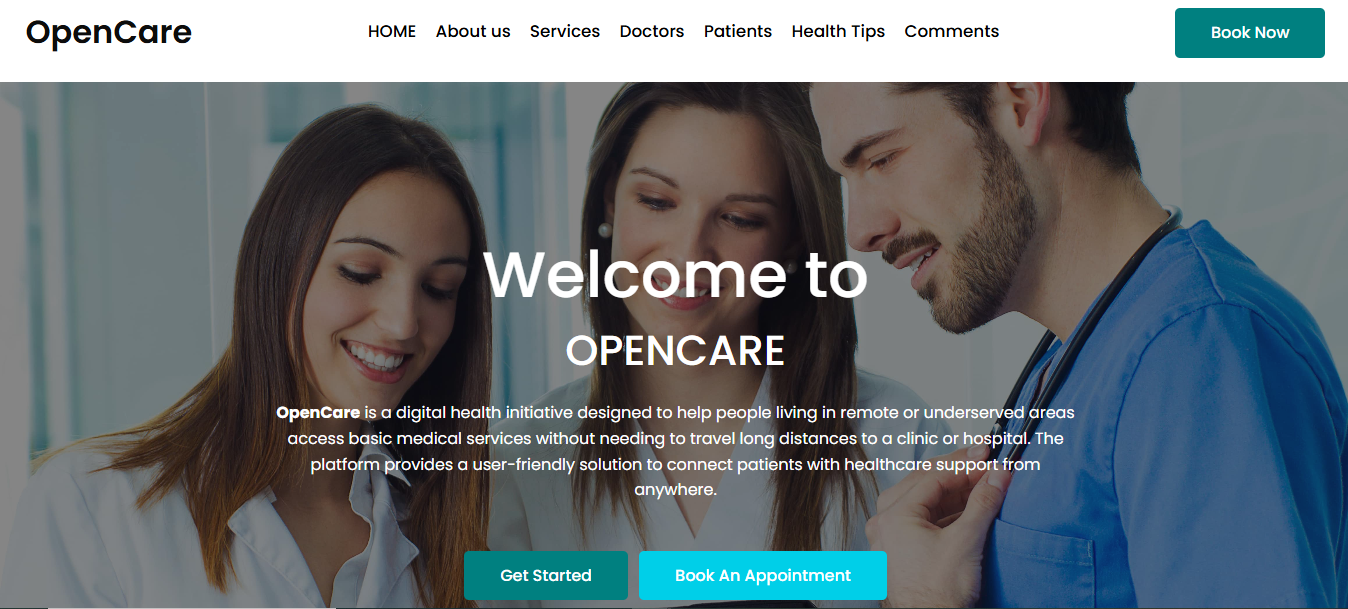 OpenCare
HOME About us Services Doctors Patients Health Tips Comments
Book Now
Welcome to
OPENCARE
OpenCare is a digital health initiative designed to help people living in remote or underserved areas
access basic medical services without needing to travel long distances to a clinic or hospital. The
platform provides a user-friendly solution to connect patients with healthcare support from
anywhere.
Get Started
Book An Appointment